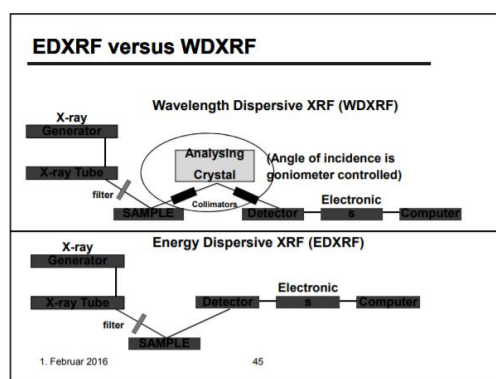 EDXRF versus WDXRF
Wavelength Dispersive XRF (WDXRF)
X-ray
Generator
X-ray Tube
filter
SAMPLE
Analysing
Crystal
Collimators
(Angle of incidence is
goniometer controlled)
Detector
Electronic
s
Computer
Energy Dispersive XRF (EDXRF)
X-ray
Generator
X-ray Tube
filter
SAMPLE
Detector
Electronic
s
Computer
1. Februar 2016
45